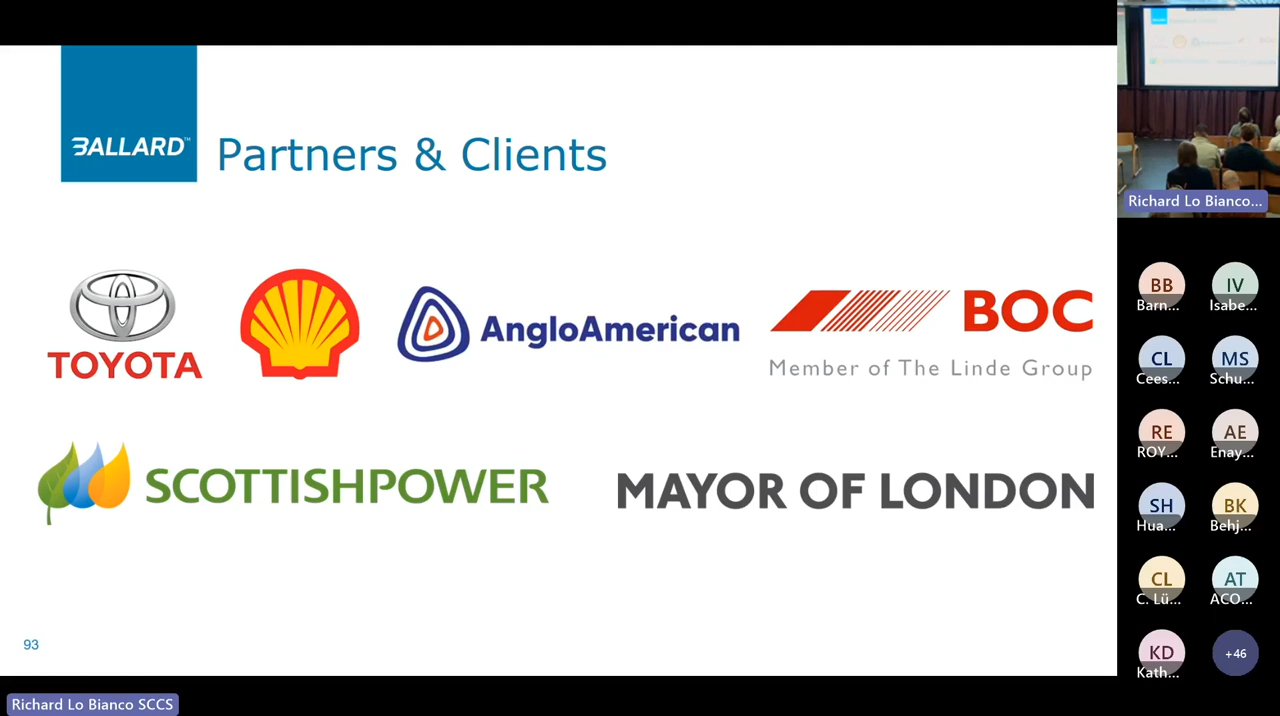 BALLARD™
Partners & Clients
TOYOTA
AngloAmerican
BOC
Member of The Linde Group
SCOTTISHPOWER
MAYOR OF LONDON
93
Richard Lo Bianco SCCS
Richard Lo Bianco...
BB
IV
Barn...
Isabe...
CL
MS
Cees...
Schu...
RE
AE
ROY...
Enay...
SH
BK
Hua...
Behj...
CL
AT
C. Lü...
ACO...
KD
+46
Kath...